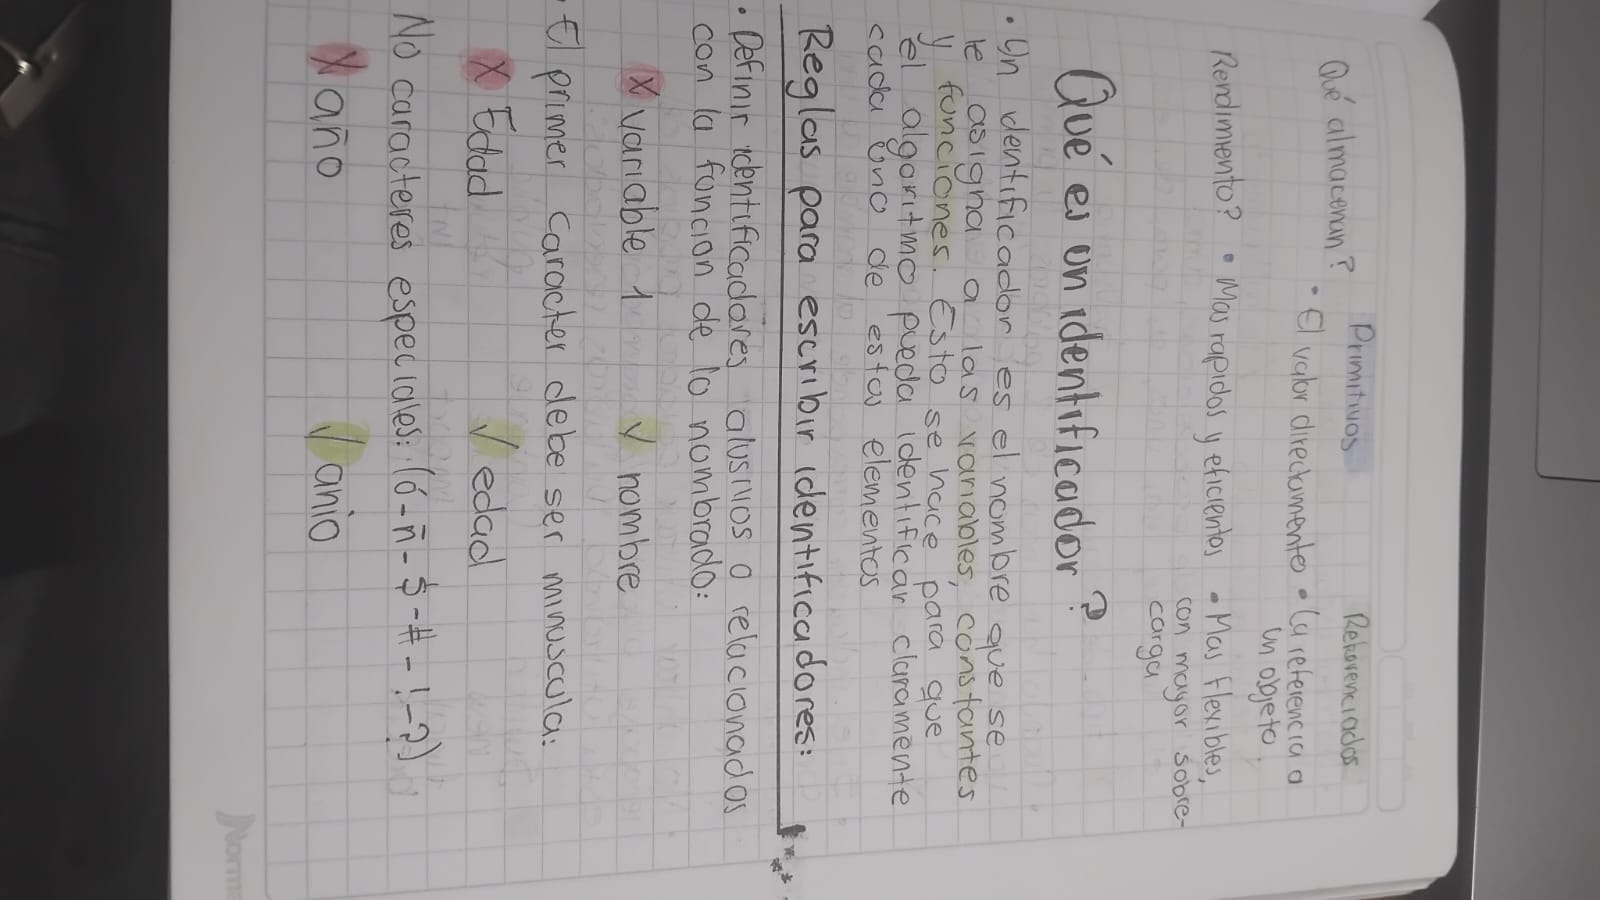 Primitivos Referenciados
Qué almacenan? • El valor directamente • la referencia a
un objeto.
Rendimiento? • Mas rapidos y eficientes • Mas flexibles,
con mayor sobre-
carga
Qué es un identificador?
• Un identificador es el nombre que se
le asigna a las variables, constantes
y funciones. Esto se hace para que
el algoritmo pueda identificar claramente
cada uno de estos elementos
Reglas para escribir identificadores:
• Definir identificadores alusivos o relacionados
con la funcion de lo nombrado:
X variable 1 √ nombre
• El primer caracter debe ser minuscula:
X Edad √ edad
No caracteres especiales: (ó-ñ-$-#-!-?)
X año √ anio
Norma